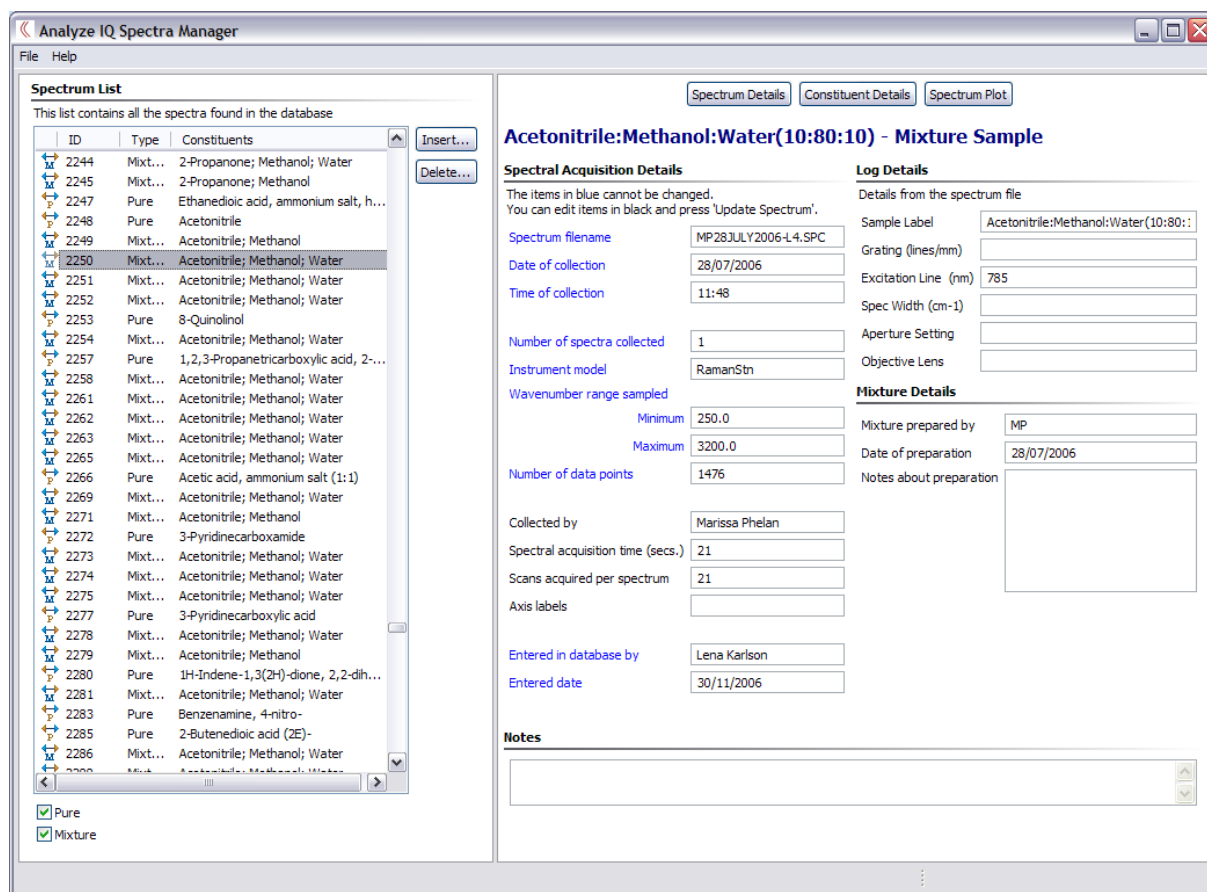 Analyze IQ Spectra Manager
File Help
Spectrum List
This list contains all the spectra found in the database
ID Type Constituents
2244 Mixt... 2-Propanone; Methanol; Water
2245 Mixt... 2-Propanone; Methanol
2247 Pure Ethanedioic acid, ammonium salt, h...
2248 Pure Acetonitrile
2249 Mixt... Acetonitrile; Methanol
2250 Mixt... Acetonitrile; Methanol; Water
2251 Mixt... Acetonitrile; Methanol; Water
2252 Mixt... Acetonitrile; Methanol; Water
2253 Pure 8-Quinolinol
2254 Mixt... Acetonitrile; Methanol; Water
2257 Pure 1,2,3-Propanetricarboxylic acid, 2-...
2258 Mixt... Acetonitrile; Methanol; Water
2261 Mixt... Acetonitrile; Methanol; Water
2262 Mixt... Acetonitrile; Methanol; Water
2263 Mixt... Acetonitrile; Methanol; Water
2265 Mixt... Acetonitrile; Methanol; Water
2266 Pure Acetic acid, ammonium salt (1:1)
2269 Mixt... Acetonitrile; Methanol; Water
2271 Mixt... Acetonitrile; Methanol
2272 Pure 3-Pyridinecarboxamide
2273 Mixt... Acetonitrile; Methanol; Water
2274 Mixt... Acetonitrile; Methanol; Water
2275 Mixt... Acetonitrile; Methanol; Water
2277 Pure 3-Pyridinecarboxylic acid
2278 Mixt... Acetonitrile; Methanol; Water
2279 Mixt... Acetonitrile; Methanol
2280 Pure 1H-Indene-1,3(2H)-dione, 2,2-dih...
2281 Mixt... Acetonitrile; Methanol; Water
2283 Pure Benzenamine, 4-nitro-
2285 Pure 2-Butenedioic acid (2E)-
2286 Mixt... Acetonitrile; Methanol; Water
Pure
Mixture
Insert...
Delete...
Spectrum Details Constituent Details Spectrum Plot
Acetonitrile:Methanol:Water(10:80:10) - Mixture Sample
Spectral Acquisition Details
The items in blue cannot be changed.
You can edit items in black and press 'Update Spectrum'.
Spectrum filename MP28JULY2006-L4.SPC
Date of collection 28/07/2006
Time of collection 11:48
Number of spectra collected 1
Instrument model RamanStn
Wavenumber range sampled
Minimum 250.0
Maximum 3200.0
Number of data points 1476
Collected by Marissa Phelan
Spectral acquisition time (secs.) 21
Scans acquired per spectrum 21
Axis labels
Entered in database by Lena Karlson
Entered date 30/11/2006
Log Details
Details from the spectrum file
Sample Label Acetonitrile:Methanol:Water(10:80:
Grating (lines/mm)
Excitation Line (nm) 785
Spec Width (cm-1)
Aperture Setting
Objective Lens
Mixture Details
Mixture prepared by MP
Date of preparation 28/07/2006
Notes about preparation
Notes